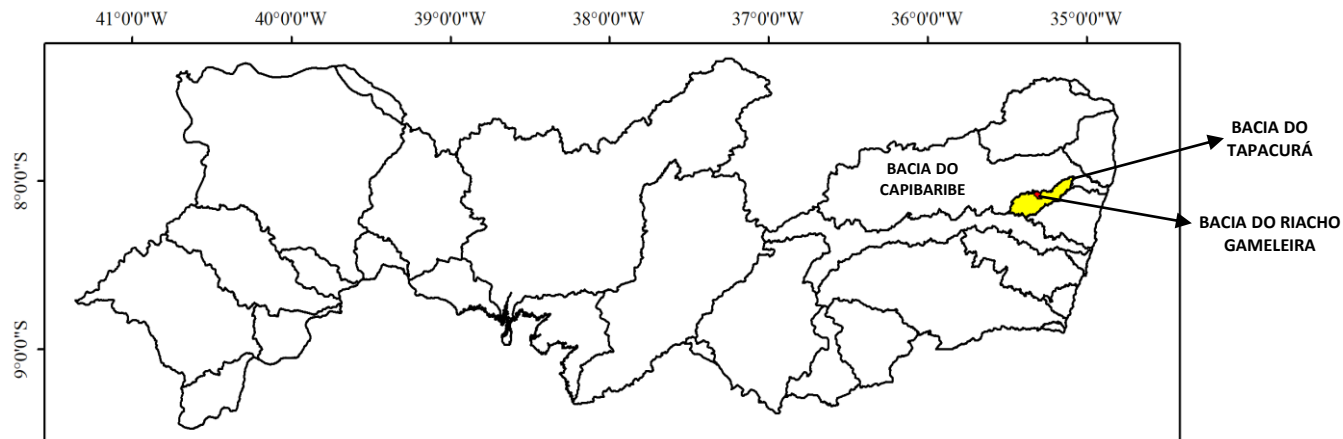 41°0'0"W 40°0'0"W 39°0'0"W 38°0'0"W 37°0'0"W 36°0'0"W 35°0'0"W
8°0'0"S
9°0'0"S
BACIA DO
CAPIBARIBE
BACIA DO
TAPACURÁ
BACIA DO RIACHO
GAMELEIRA